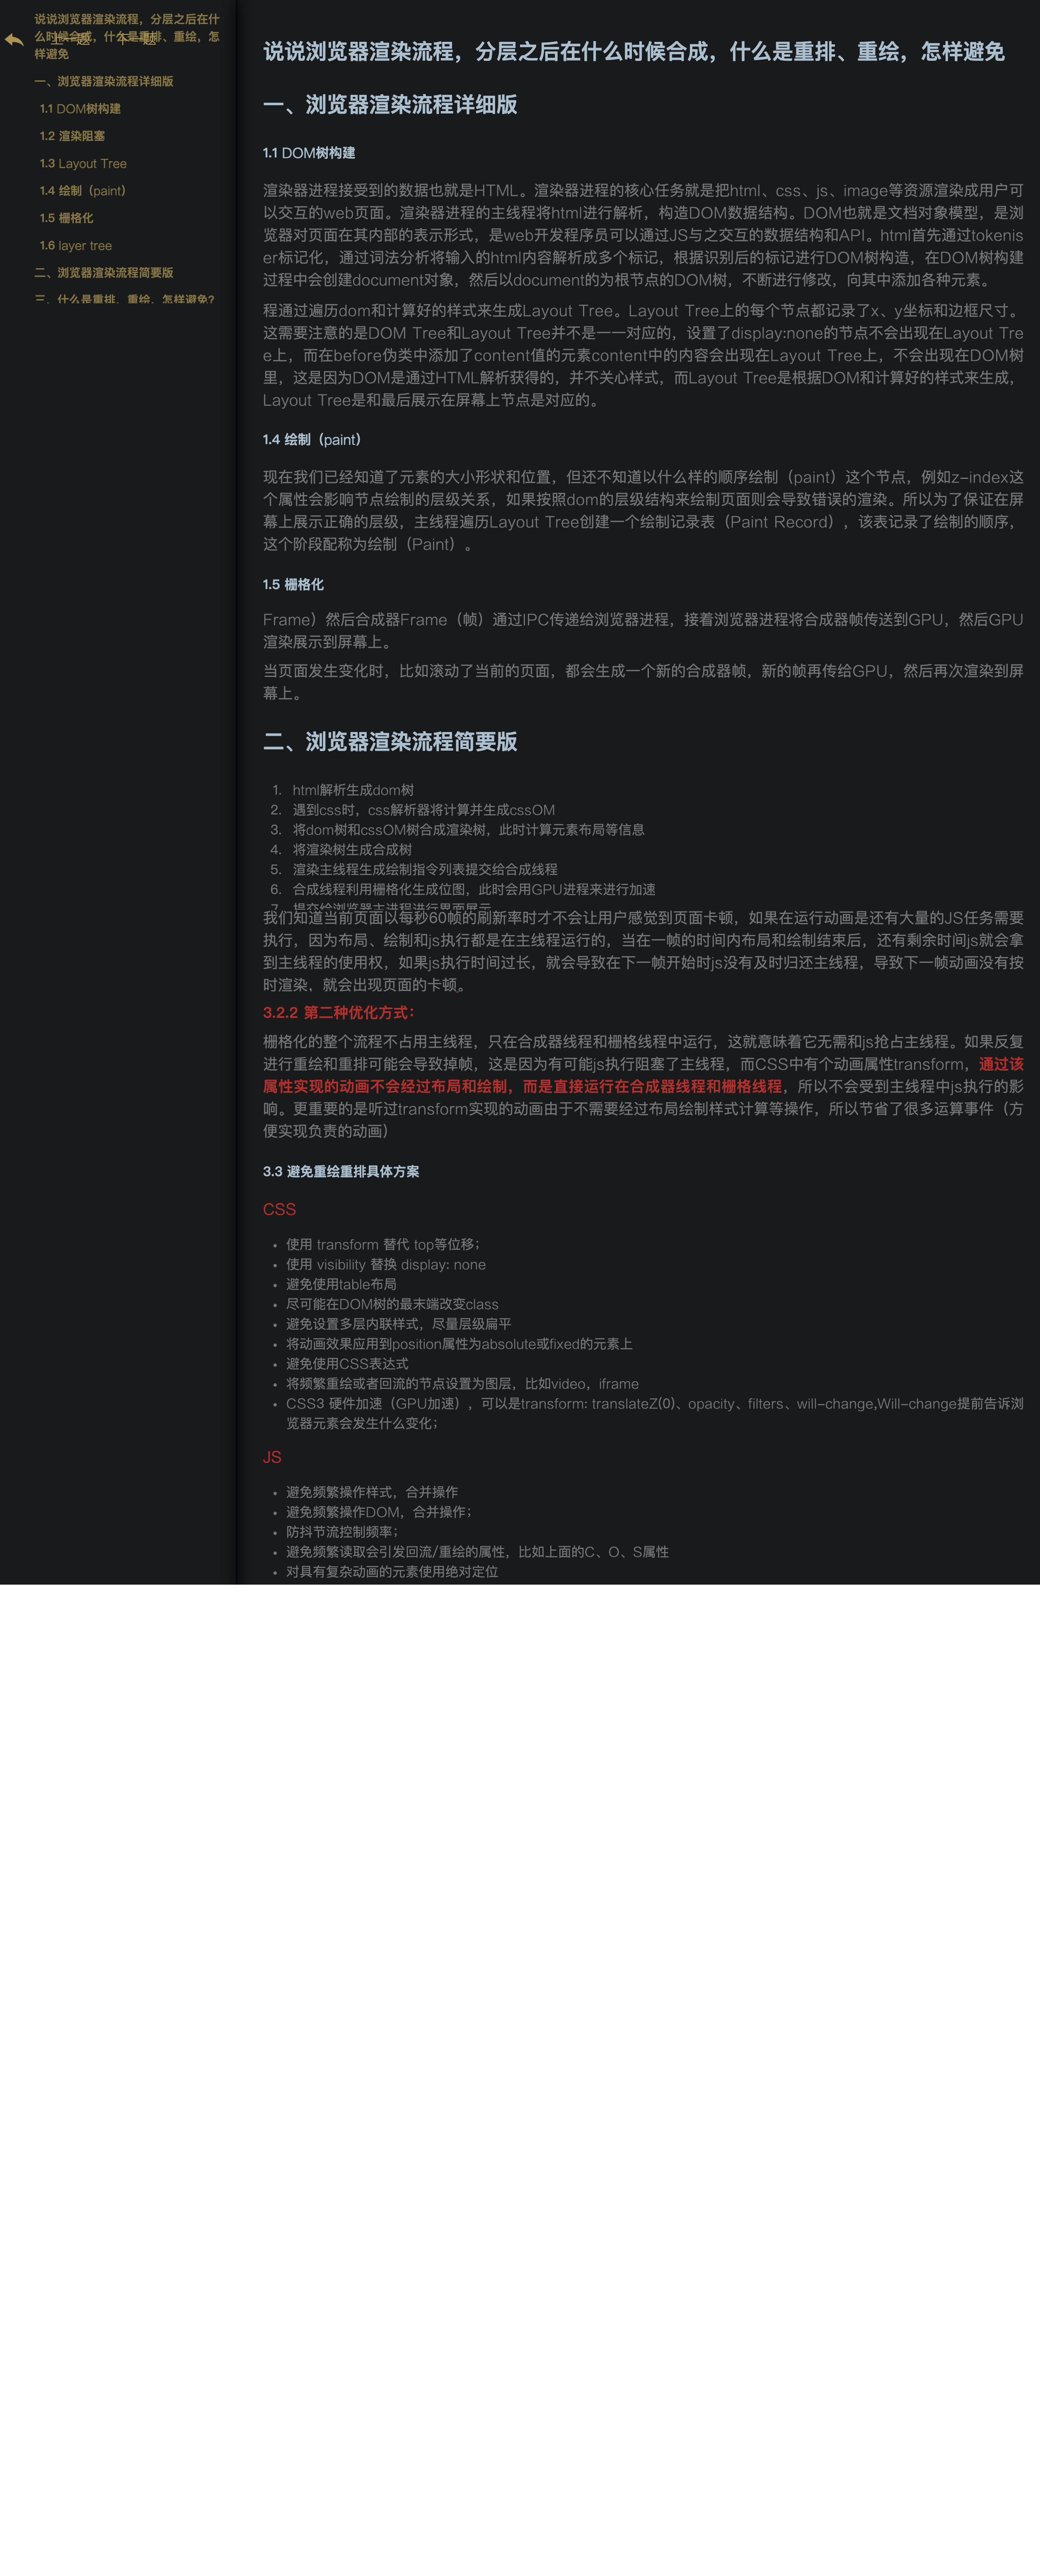 说说浏览器渲染流程，分层之后在什
么时候合成，什么是重排、重绘，怎
样避免
上一题 下一题
一、浏览器渲染流程详细版
1.1 DOM树构建
1.2 渲染阻塞
1.3 Layout Tree
1.4 绘制（paint）
1.5 栅格化
1.6 layer tree
二、浏览器渲染流程简要版
三、什么是重排、重绘，怎样避免?
说说浏览器渲染流程，分层之后在什么时候合成，什么是重排、重绘，怎样避免
一、浏览器渲染流程详细版
1.1 DOM树构建
渲染器进程接受到的数据也就是HTML。渲染器进程的核心任务就是把html、css、js、image等资源渲染成用户可
以交互的web页面。渲染器进程的主线程将html进行解析，构造DOM数据结构。DOM也就是文档对象模型，是浏
览器对页面在其内部的表示形式，是web开发程序员可以通过JS与之交互的数据结构和API。html首先通过tokenis
er标记化，通过词法分析将输入的html内容解析成多个标记，根据识别后的标记进行DOM树构造，在DOM树构建
过程中会创建document对象，然后以document的为根节点的DOM树，不断进行修改，向其中添加各种元素。
程通过遍历dom和计算好的样式来生成Layout Tree。Layout Tree上的每个节点都记录了x、y坐标和边框尺寸。
这需要注意的是DOM Tree和Layout Tree并不是一一对应的，设置了display:none的节点不会出现在Layout Tre
e上，而在before伪类中添加了content值的元素content中的内容会出现在Layout Tree上，不会出现在DOM树
里，这是因为DOM是通过HTML解析获得的，并不关心样式，而Layout Tree是根据DOM和计算好的样式来生成，
Layout Tree是和最后展示在屏幕上节点是对应的。
1.4 绘制（paint）
现在我们已经知道了元素的大小形状和位置，但还不知道以什么样的顺序绘制（paint）这个节点，例如z-index这
个属性会影响节点绘制的层级关系，如果按照dom的层级结构来绘制页面则会导致错误的渲染。所以为了保证在屏
幕上展示正确的层级，主线程遍历Layout Tree创建一个绘制记录表（Paint Record），该表记录了绘制的顺序，
这个阶段配称为绘制（Paint）。
1.5 栅格化
Frame）然后合成器Frame（帧）通过IPC传递给浏览器进程，接着浏览器进程将合成器帧传送到GPU，然后GPU
渲染展示到屏幕上。
当页面发生变化时，比如滚动了当前的页面，都会生成一个新的合成器帧，新的帧再传给GPU，然后再次渲染到屏
幕上。
二、浏览器渲染流程简要版
1. html解析生成dom树
2. 遇到css时，css解析器将计算并生成cssOM
3. 将dom树和cssOM树合成渲染树，此时计算元素布局等信息
4. 将渲染树生成合成树
5. 渲染主线程生成绘制指令列表提交给合成线程
6. 合成线程利用栅格化生成位图，此时会用GPU进程来进行加速
7. 提交给浏览器主进程进行界面展示
我们知道当前页面以每秒60帧的刷新率时才不会让用户感觉到页面卡顿，如果在运行动画是还有大量的JS任务需要
执行，因为布局、绘制和js执行都是在主线程运行的，当在一帧的时间内布局和绘制结束后，还有剩余时间js就会拿
到主线程的使用权，如果js执行时间过长，就会导致在下一帧开始时js没有及时归还主线程，导致下一帧动画没有按
时渲染，就会出现页面的卡顿。
3.2.2 第二种优化方式：
栅格化的整个流程不占用主线程，只在合成器线程和栅格线程中运行，这就意味着它无需和js抢占主线程。如果反复
进行重绘和重排可能会导致掉帧，这是因为有可能js执行阻塞了主线程，而CSS中有个动画属性transform，通过该
属性实现的动画不会经过布局和绘制，而是直接运行在合成器线程和栅格线程，所以不会受到主线程中js执行的影
响。更重要的是听过transform实现的动画由于不需要经过布局绘制样式计算等操作，所以节省了很多运算事件（方
便实现负责的动画）
3.3 避免重绘重排具体方案
CSS
• 使用 transform 替代 top等位移；
• 使用 visibility 替换 display: none
• 避免使用table布局
• 尽可能在DOM树的最末端改变class
• 避免设置多层内联样式，尽量层级扁平
• 将动画效果应用到position属性为absolute或fixed的元素上
• 避免使用CSS表达式
• 将频繁重绘或者回流的节点设置为图层，比如video，iframe
• CSS3 硬件加速（GPU加速），可以是transform: translateZ(0)、opacity、filters、will-change,Will-change提前告诉浏
览器元素会发生什么变化；
JS
• 避免频繁操作样式，合并操作
• 避免频繁操作DOM，合并操作；
• 防抖节流控制频率；
• 避免频繁读取会引发回流/重绘的属性，比如上面的C、O、S属性
• 对具有复杂动画的元素使用绝对定位